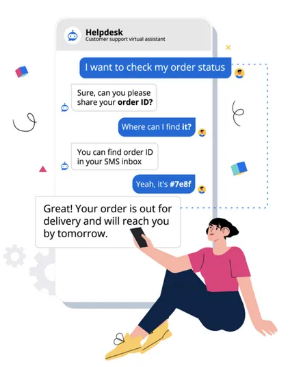 Helpdesk
Customer support virtual assistant
I want to check my order status
Sure, can you please
share your order ID?
Where can I find it?
You can find order ID
in your SMS inbox
Yeah, it's #7e8f
Great! Your order is out for
delivery and will reach you
by tomorrow.